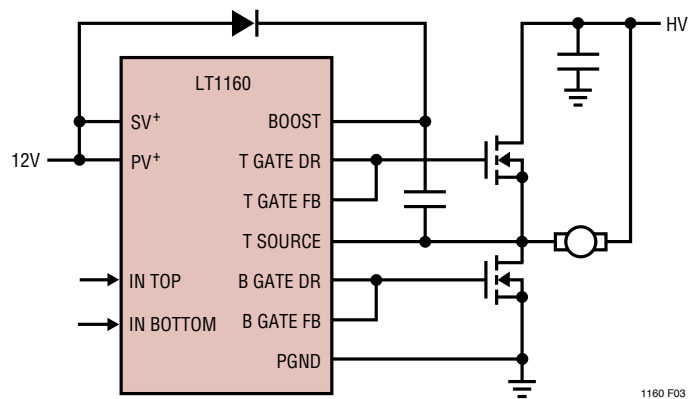 HV
LT1160
SV+
BOOST
12V
PV+
T GATE DR
T GATE FB
T SOURCE
IN TOP
B GATE DR
IN BOTTOM
B GATE FB
PGND
1160 F03